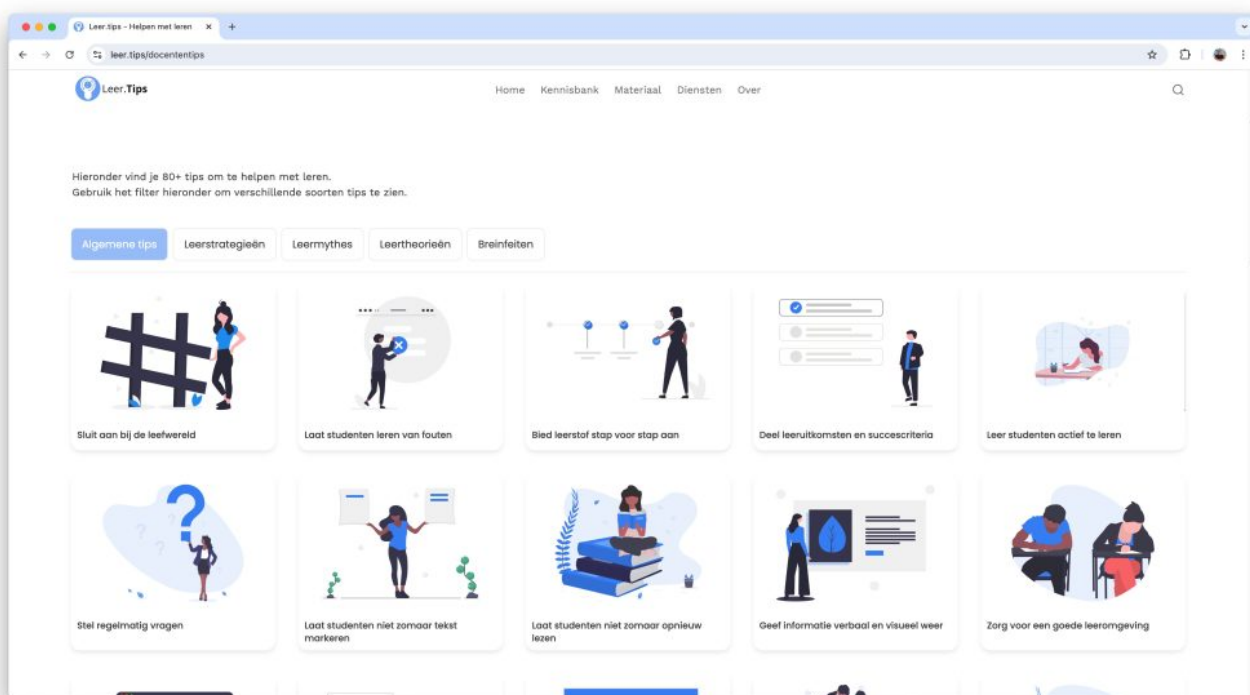 Leer.tips - Helpen met leren
leer.tips/docententips
Leer.Tips
Home Kennisbank Materiaal Diensten Over
Hieronder vind je 80+ tips om te helpen met leren.
Gebruik het filter hieronder om verschillende soorten tips te zien.
Algemene tips Leerstrategieën Leermythes Leertheorieën Breinfeiten
Sluit aan bij de leefwereld
Laat studenten leren van fouten
Bied leerstof stap voor stap aan
Deel leeruitkomsten en succescriteria
Leer studenten actief te leren
Stel regelmatig vragen
Laat studenten niet zomaar tekst
markeren
Laat studenten niet zomaar opnieuw
lezen
Geef informatie verbaal en visueel weer
Zorg voor een goede leeromgeving